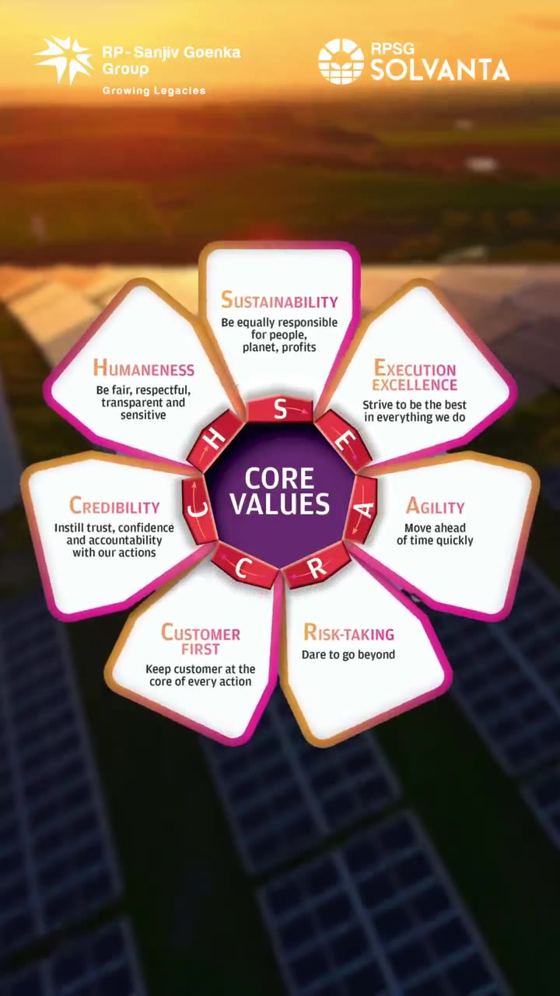 RP-Sanjiv Goenka
Group
Growing Legacies
RPSG
SOLVANTA
SUSTAINABILITY
Be equally responsible
for people,
planet, profits
EXECUTION
EXCELLENCE
Strive to be the best
in everything we do
AGILITY
Move ahead
of time quickly
RISK-TAKING
Dare to go beyond
CUSTOMER
FIRST
Keep customer at the
core of every action
CREDIBILITY
Instill trust, confidence
and accountability
with our actions
HUMANENESS
Be fair, respectful,
transparent and
sensitive
S
E
A
R
C
C
H
CORE
VALUES